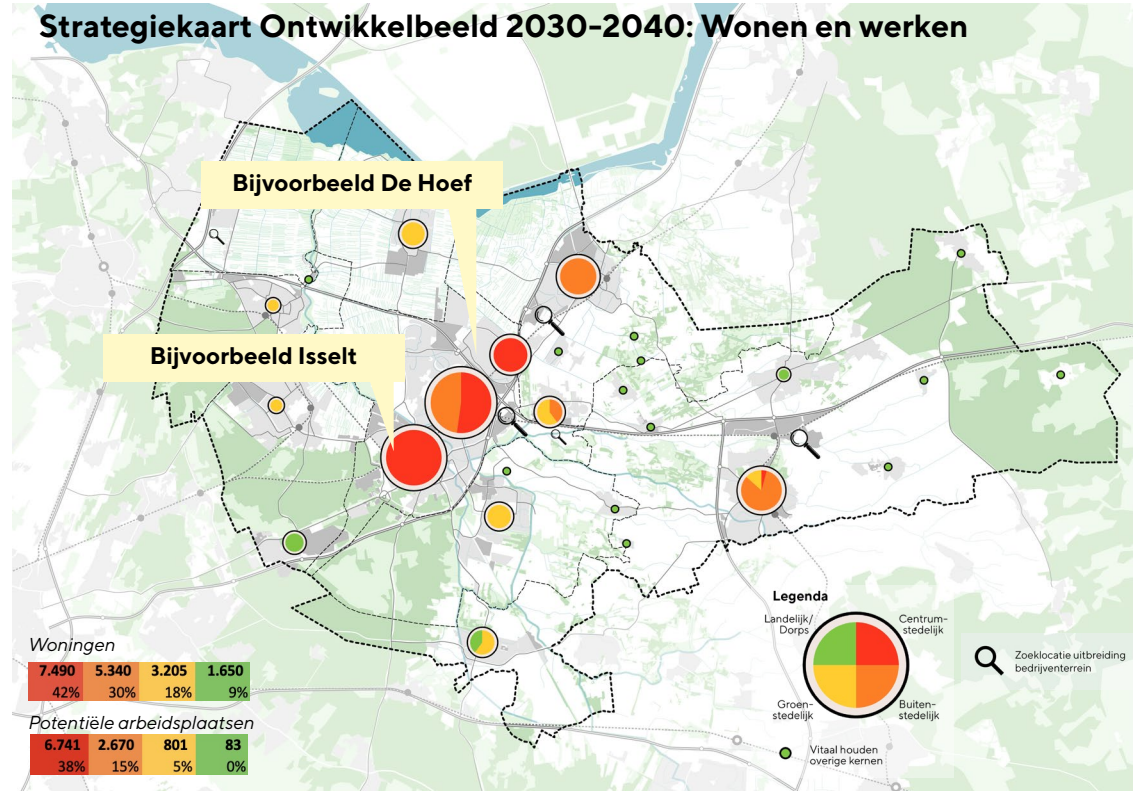 Strategiekaart Ontwikkelbeeld 2030-2040: Wonen en werken
Bijvoorbeeld De Hoef
Bijvoorbeeld Isselt
Woningen
7.490 5.340 3.205 1.650
42% 30% 18% 9%
Potentiële arbeidsplaatsen
6.741 2.670 801 83
38% 15% 5% 0%
Legenda
Landelijk/
Dorps
Centrum-
stedelijk
Groen-
stedelijk
Buiten-
stedelijk
Vitaal houden
overige kernen
Zoeklocatie uitbreiding
bedrijventerrein